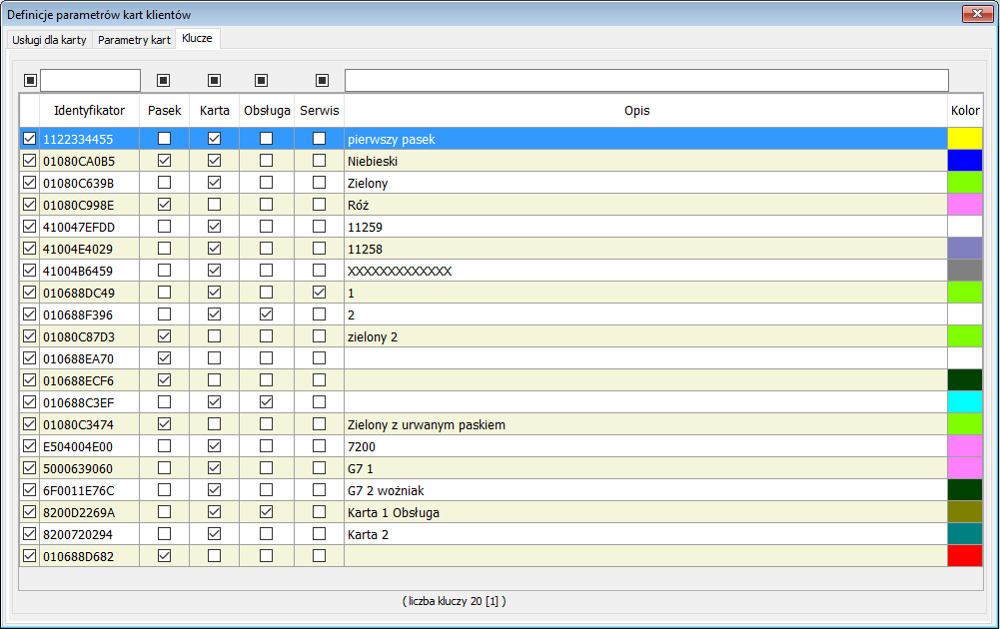 Definicje parametrów kart klientów
Usługi dla karty Parametry kart Klucze
Identyfikator Pasek Karta Obsługa Serwis Opis Kolor
1122334455 pierwszy pasek
01080CA0B5 Niebieski
01080C639B Zielony
01080C998E Róż
410047EFDD 11259
41004E4029 11258
41004B6459 XXXXXXXXXXXXX
010688DC49 1
010688F396 2
01080C87D3 zielony 2
010688EA70
010688ECF6
010688C3EF
01080C3474 Zielony z urwanym paskiem
E504004E00 7200
5000639060 G7 1
6F0011E76C G7 2 wożniak
8200D2269A Karta 1 Obsługa
8200720294 Karta 2
010688D682
( liczba kluczy 20 [1] )